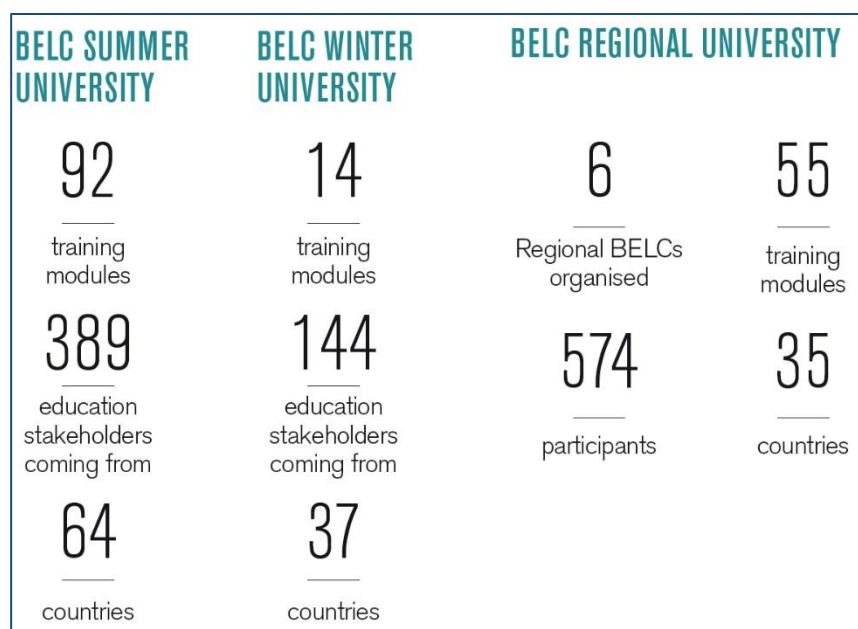 BELC SUMMER
UNIVERSITY
92
training
modules
389
education
stakeholders
coming from
64
countries
BELC WINTER
UNIVERSITY
14
training
modules
144
education
stakeholders
coming from
37
countries
BELC REGIONAL UNIVERSITY
6
Regional BELCs
organised
55
training
modules
574
participants
35
countries